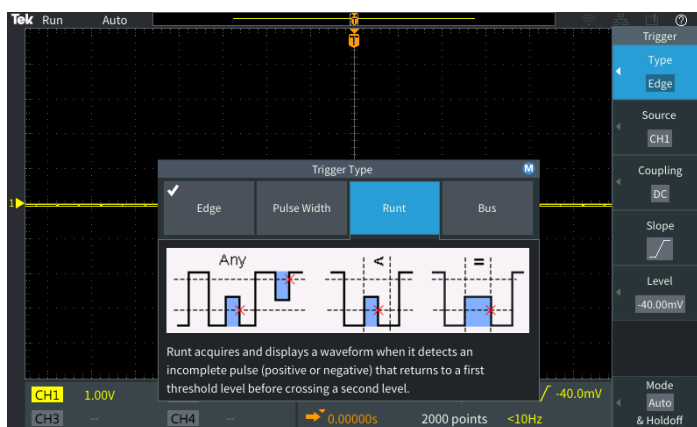 Tek Run Auto
T
T
Trigger
Type
Edge
Source
CH1
Coupling
DC
Slope
Level
-40.00mV
Mode
Auto
& Holdoff
Trigger Type M
Edge Pulse Width Runt Bus
Any < =
Runt acquires and displays a waveform when it detects an
incomplete pulse (positive or negative) that returns to a first
threshold level before crossing a second level.
1
CH1 1.00V -40.0mV
CH3 -- CH4 -- 0.00000s 2000 points <10Hz